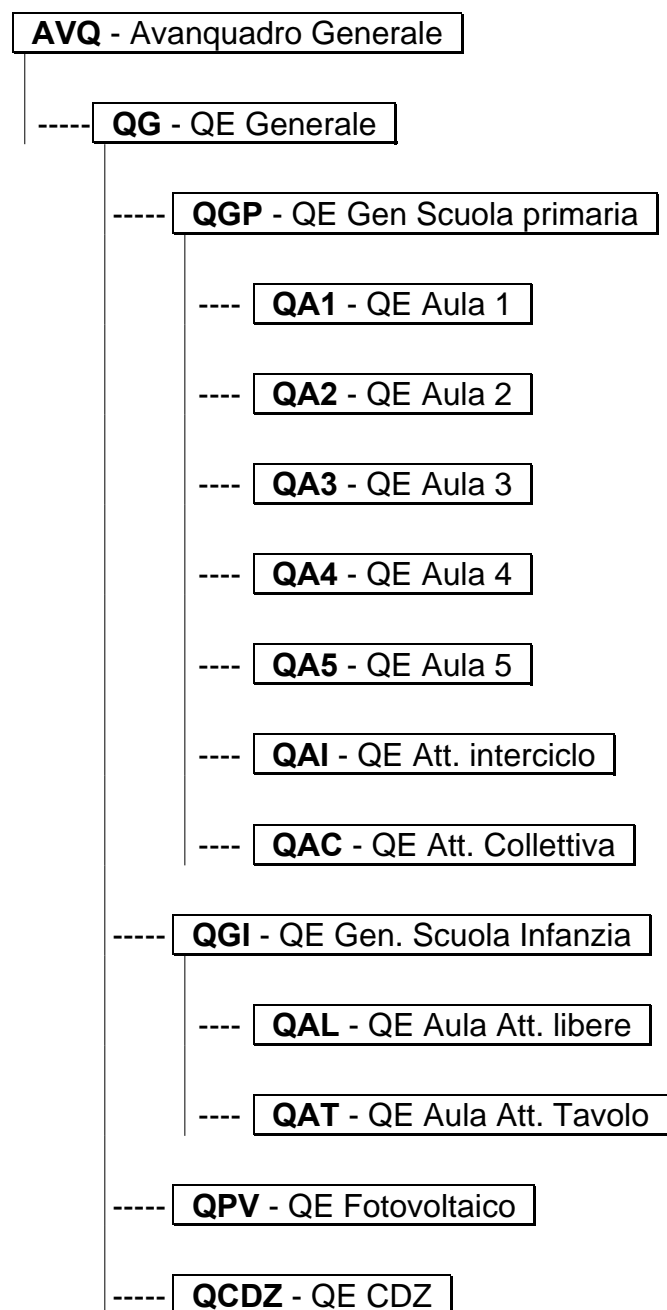 AVQ - Avanquadro Generale
----- QG - QE Generale
----- QGP - QE Gen Scuola primaria
---- QA1 - QE Aula 1
---- QA2 - QE Aula 2
---- QA3 - QE Aula 3
---- QA4 - QE Aula 4
---- QA5 - QE Aula 5
---- QAI - QE Att. interciclo
---- QAC - QE Att. Collettiva
----- QGI - QE Gen. Scuola Infanzia
---- QAL - QE Aula Att. libere
---- QAT - QE Aula Att. Tavolo
----- QPV - QE Fotovoltaico
----- QCDZ - QE CDZ